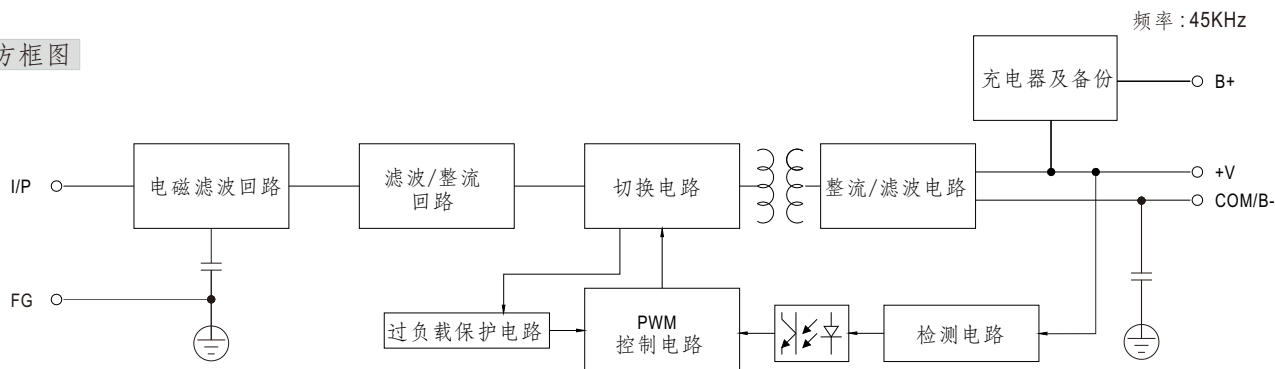 频率 : 45KHz
方框图
充电器及备份
B+
I/P
电磁滤波回路
滤波/整流
回路
切换电路
整流/滤波电路
+V
COM/B-
FG
过负载保护电路
PWM
控制电路
检测电路